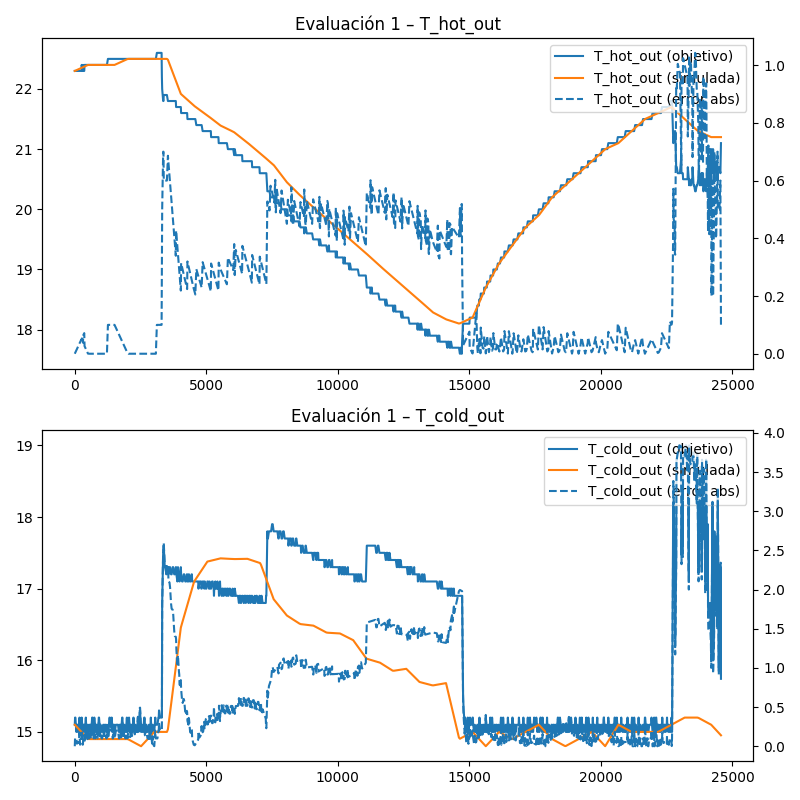 Evaluación 1 – T_hot_out
T_hot_out (objetivo)
T_hot_out (simulada)
T_hot_out (error abs)
22
21
20
19
18
1.0
0.8
0.6
0.4
0.2
0.0
0 5000 10000 15000 20000 25000
Evaluación 1 – T_cold_out
T_cold_out (objetivo)
T_cold_out (simulada)
T_cold_out (error abs)
19
18
17
16
15
4.0
3.5
3.0
2.5
2.0
1.5
1.0
0.5
0.0
0 5000 10000 15000 20000 25000